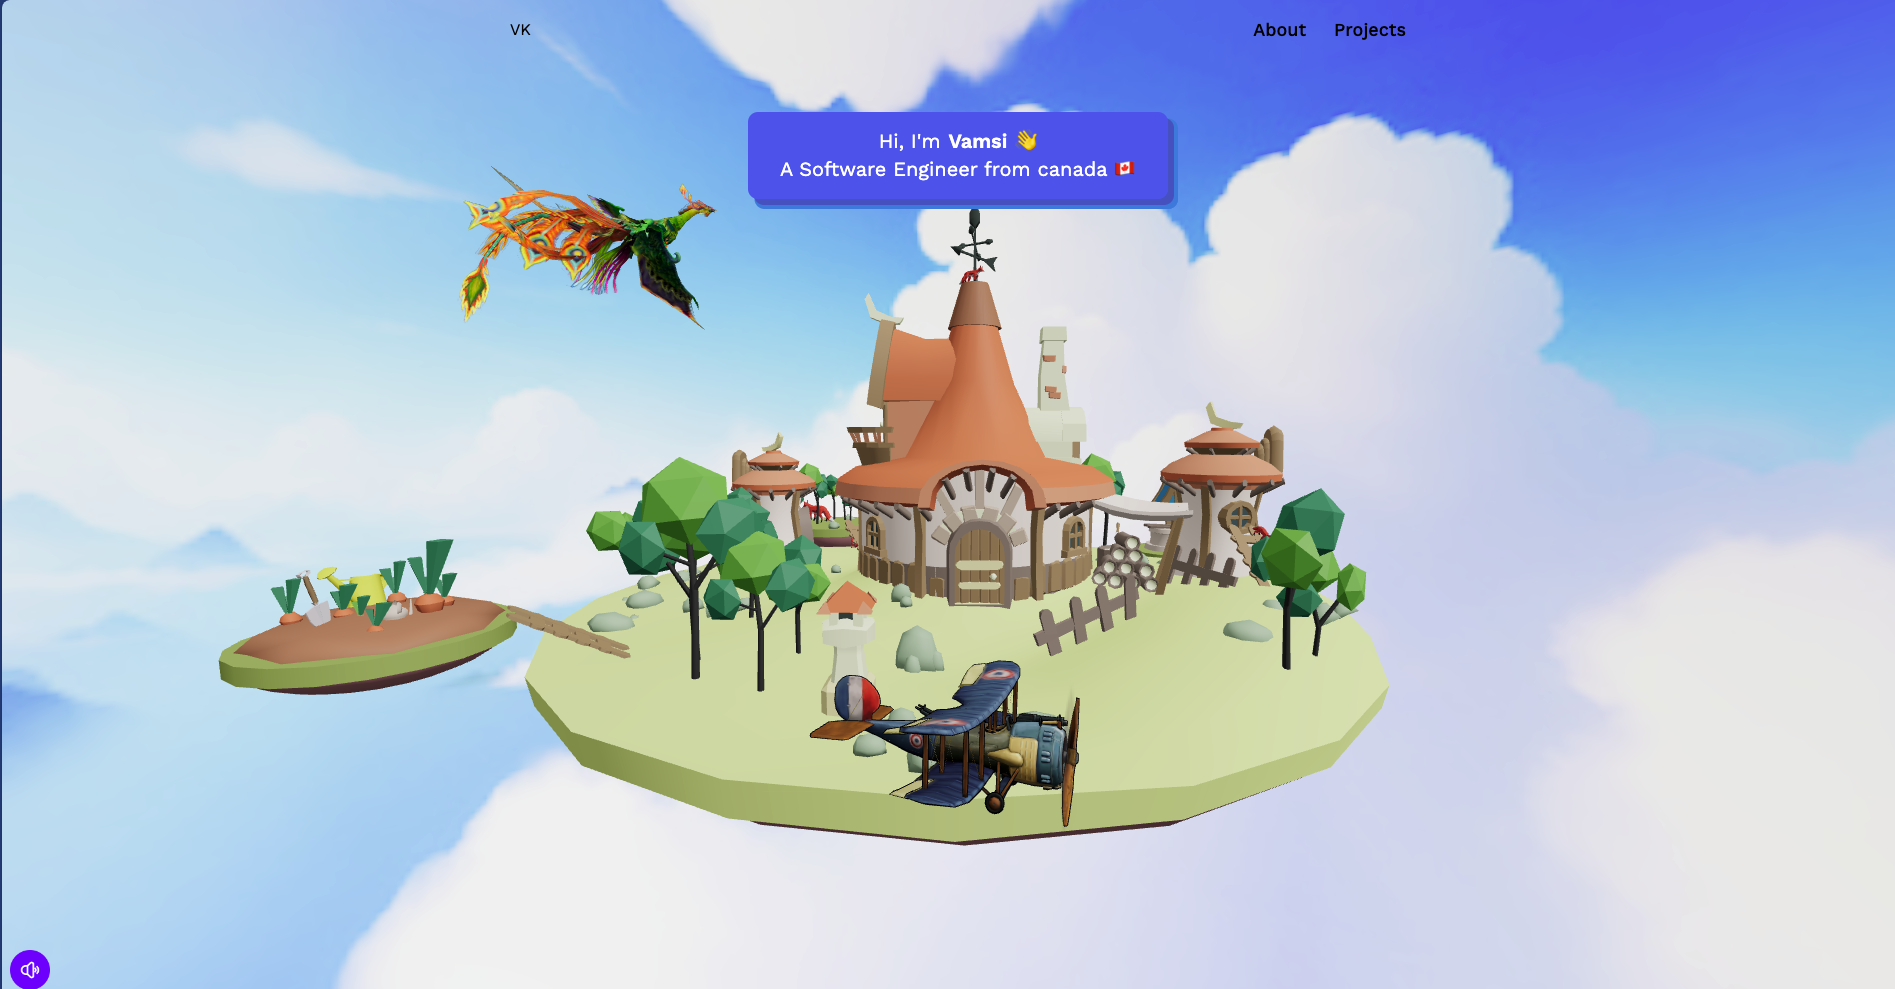 VK
About
Projects
Hi, I'm Vamsi 👋
A Software Engineer from canada 🇨🇦